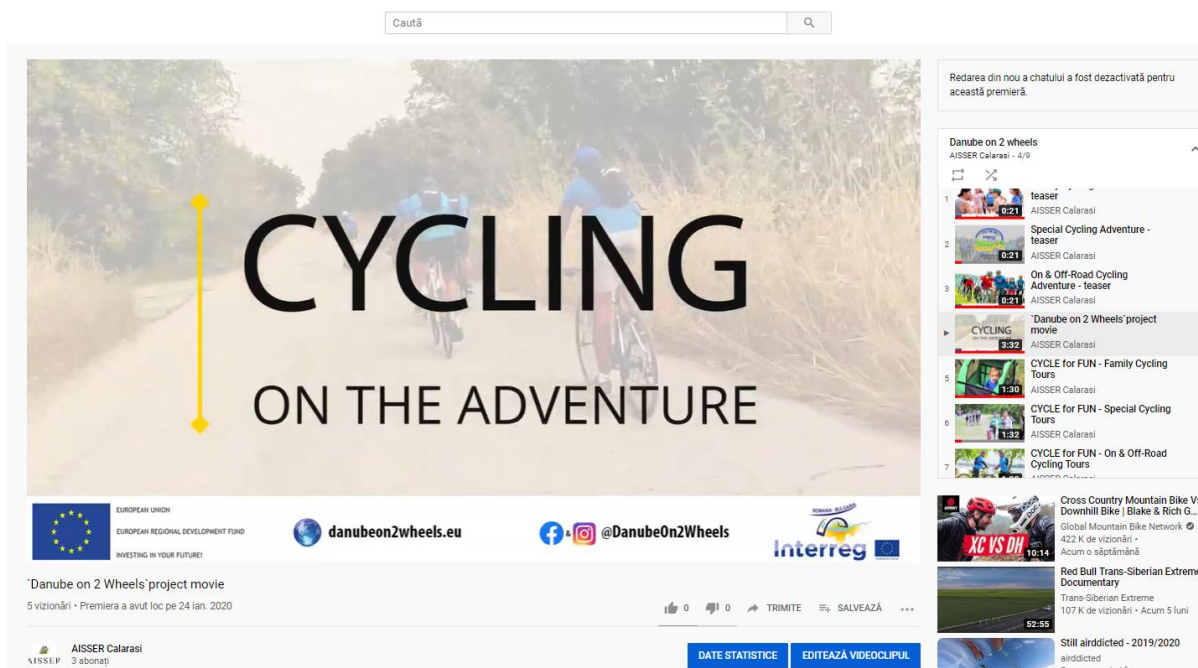 Caută
CYCLING
ON THE ADVENTURE
EUROPEAN UNION
EUROPEAN REGIONAL DEVELOPMENT FUND
INVESTING IN YOUR FUTURE!
danubeon2wheels.eu
& @DanubeOn2Wheels
ROMANIA - BULGARIA
Interreg
`Danube on 2 Wheels`project movie
5 vizionări • Premiera a avut loc pe 24 ian. 2020
0 0 TRIMITE SALVEAZĂ
AISSER
AISSER Calarasi
3 abonați
DATE STATISTICE EDITEAZĂ VIDEOCLIPUL
Redarea din nou a chatului a fost dezactivată pentru
această premieră.
Danube on 2 wheels
AISSER Calarasi - 4/9
1
teaser
0:21 AISSER Calarasi
Special Cycling Adventure -
2 teaser
0:21 AISSER Calarasi
On & Off-Road Cycling
3 Adventure - teaser
0:21 AISSER Calarasi
`Danube on 2 Wheels`project
CYCLING movie
ON THE ADVENTURE
3:32 AISSER Calarasi
CYCLE for FUN - Family Cycling
5 Tours
1:30 AISSER Calarasi
CYCLE for FUN - Special Cycling
6 Tours
1:32 AISSER Calarasi
CYCLE for FUN - On & Off-Road
7 Cycling Tours
Cross Country Mountain Bike V
Downhill Bike | Blake & Rich G...
Global Mountain Bike Network
422 K de vizionări •
Acum o săptămână
XC VS DH 10:14
Red Bull Trans-Siberian Extreme
Documentary
Trans-Siberian Extreme
107 K de vizionări • Acum 5 luni
52:55
Still airddicted - 2019/2020
airddicted